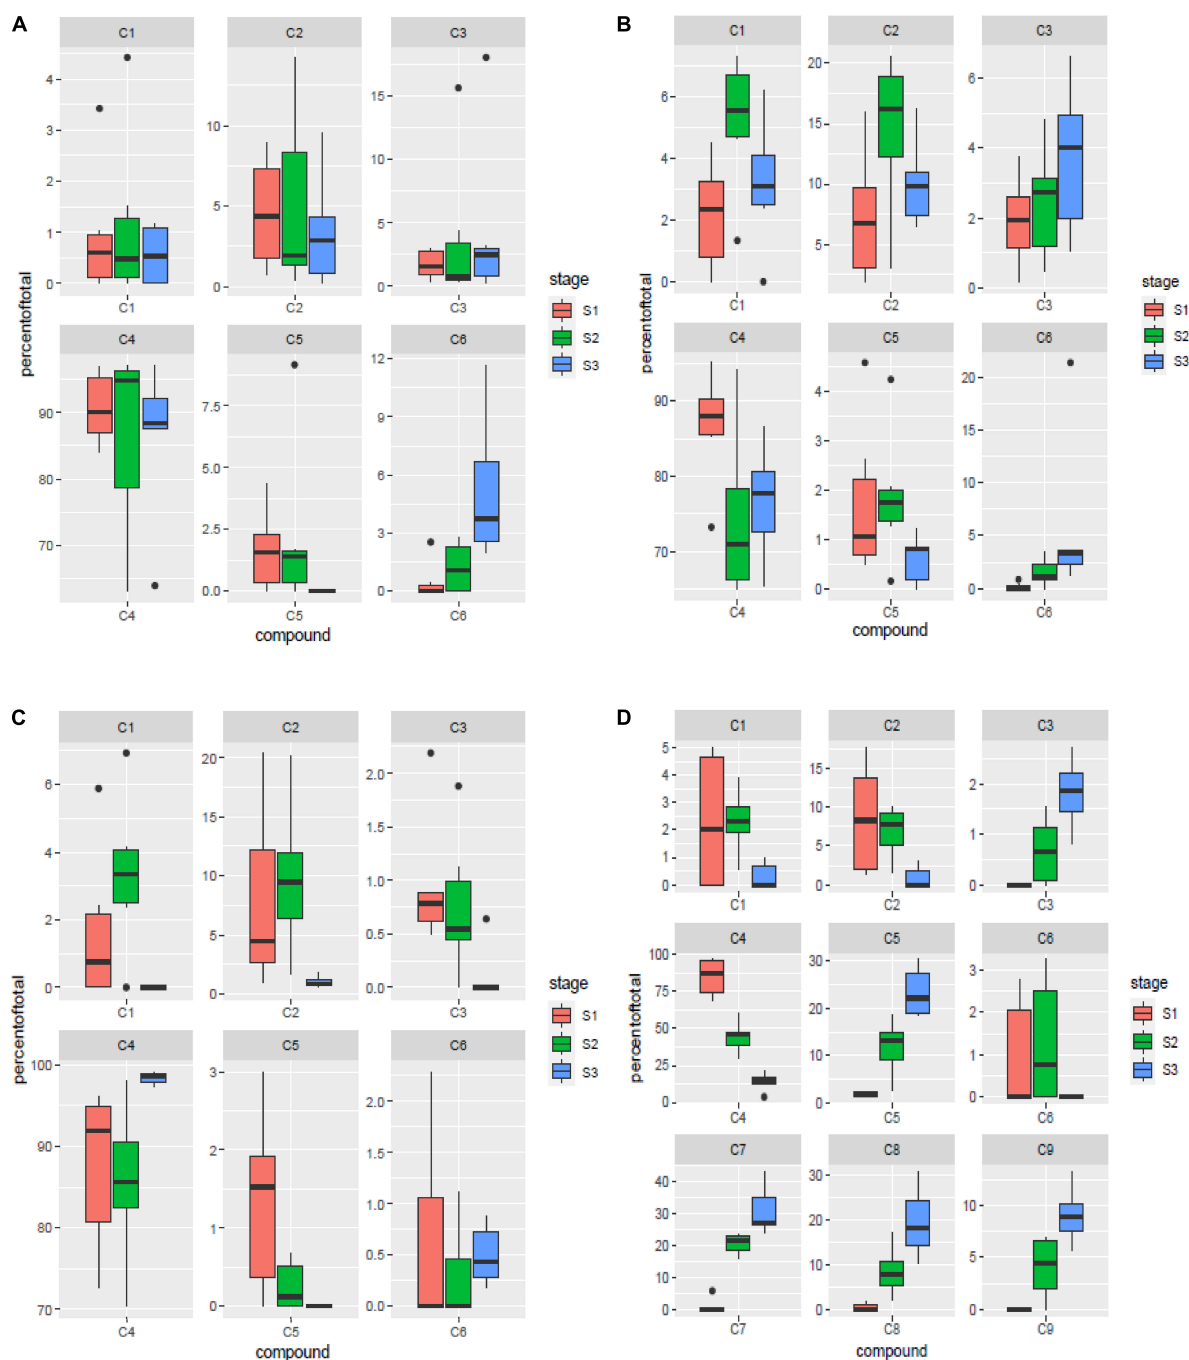 A
C1 C2 C3
4
3
2
1
0
10
5
0
15
10
5
0
C1 C2 C3
percentoftotal
C4 C5 C6
90
80
70
7.5
5.0
2.5
0.0
12
9
6
3
0
C4 C5 C6
compound
stage
S1
S2
S3
B
C1 C2 C3
6
4
2
0
20
15
10
5
6
4
2
0
C1 C2 C3
percentoftotal
C4 C5 C6
90
80
70
4
3
2
1
0
20
15
10
5
0
C4 C5 C6
compound
stage
S1
S2
S3
C
C1 C2 C3
6
4
2
0
20
15
10
5
0
2.0
1.5
1.0
0.5
0.0
C1 C2 C3
percentoftotal
C4 C5 C6
100
90
80
70
3
2
1
0
2.0
1.5
1.0
0.5
0.0
C4 C5 C6
compound
stage
S1
S2
S3
D
C1 C2 C3
5
4
3
2
1
0
15
10
5
0
2
1
0
C1 C2 C3
percentoftotal
C4 C5 C6
100
75
50
25
0
30
20
10
0
3
2
1
0
C4 C5 C6
C7 C8 C9
40
30
20
10
0
30
20
10
0
10
5
0
C7 C8 C9
compound
stage
S1
S2
S3